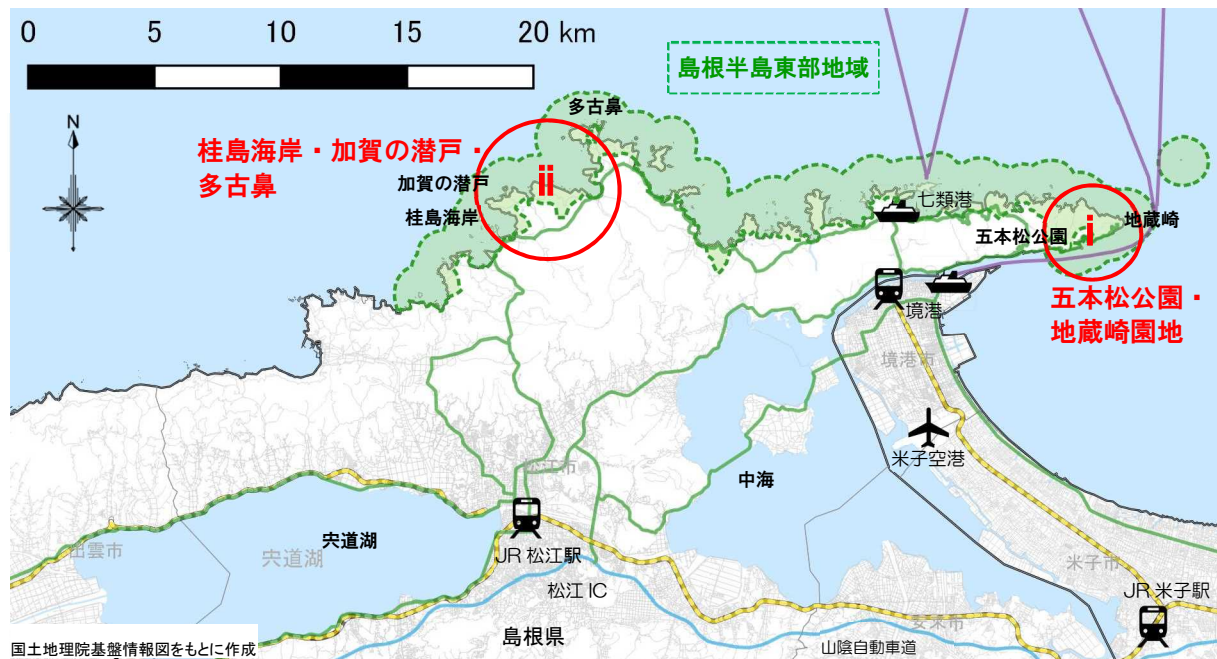 0 5 10 15 20 km
島根半島東部地域
N
多古鼻
桂島海岸・加賀の潜戸・
多古鼻
ii
加賀の潜戸
桂島海岸
七類港
地蔵崎
五本松公園
i
五本松公園・
地蔵崎園地
境港
境港市
米子空港
松江市
中海
宍道湖
宍道湖
出雲市
JR 松江駅
松江 IC
米子市
JR 米子駅
安来市
島根県
山陰自動車道
国土地理院基盤情報図をもとに作成